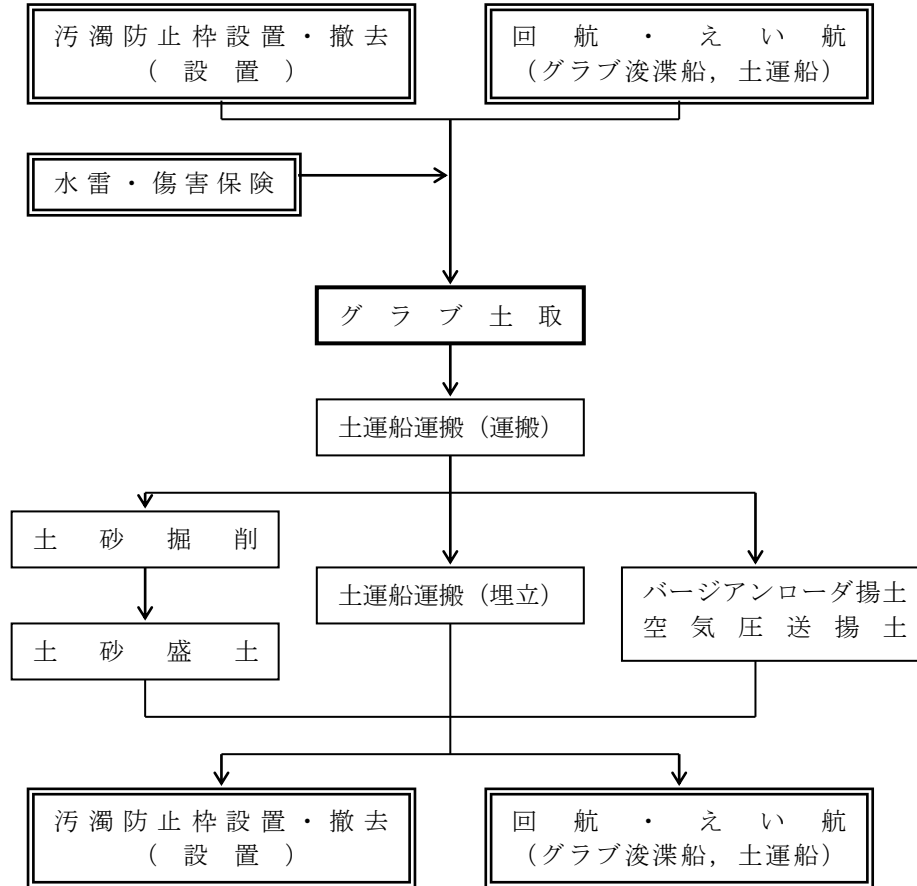 汚濁防止枠設置・撤去
(設置)
回航・えい航
(グラブ浚渫船,土運船)
水雷・傷害保険
グラブ土取
土運船運搬(運搬)
土砂掘削
土運船運搬(埋立)
バージアンローダ揚土
空気圧送揚土
土砂盛土
汚濁防止枠設置・撤去
(設置)
回航・えい航
(グラブ浚渫船,土運船)